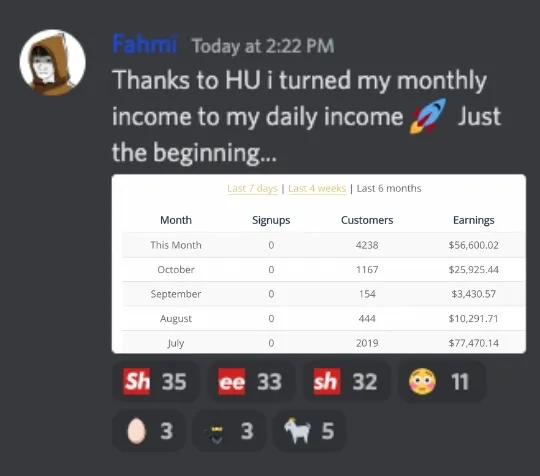 Fahmi Today at 2:22 PM
Thanks to HU i turned my monthly
income to my daily income 🚀 Just
the beginning...
Last 7 days | Last 4 weeks | Last 6 months
Month Signups Customers Earnings
This Month 0 4238 $56,600.02
October 0 1167 $25,925.44
September 0 154 $3,430.57
August 0 444 $10,291.71
July 0 2019 $77,470.14
Sh 35 ee 33 sh 32 😳 11
🥚 3 3 🐐 5